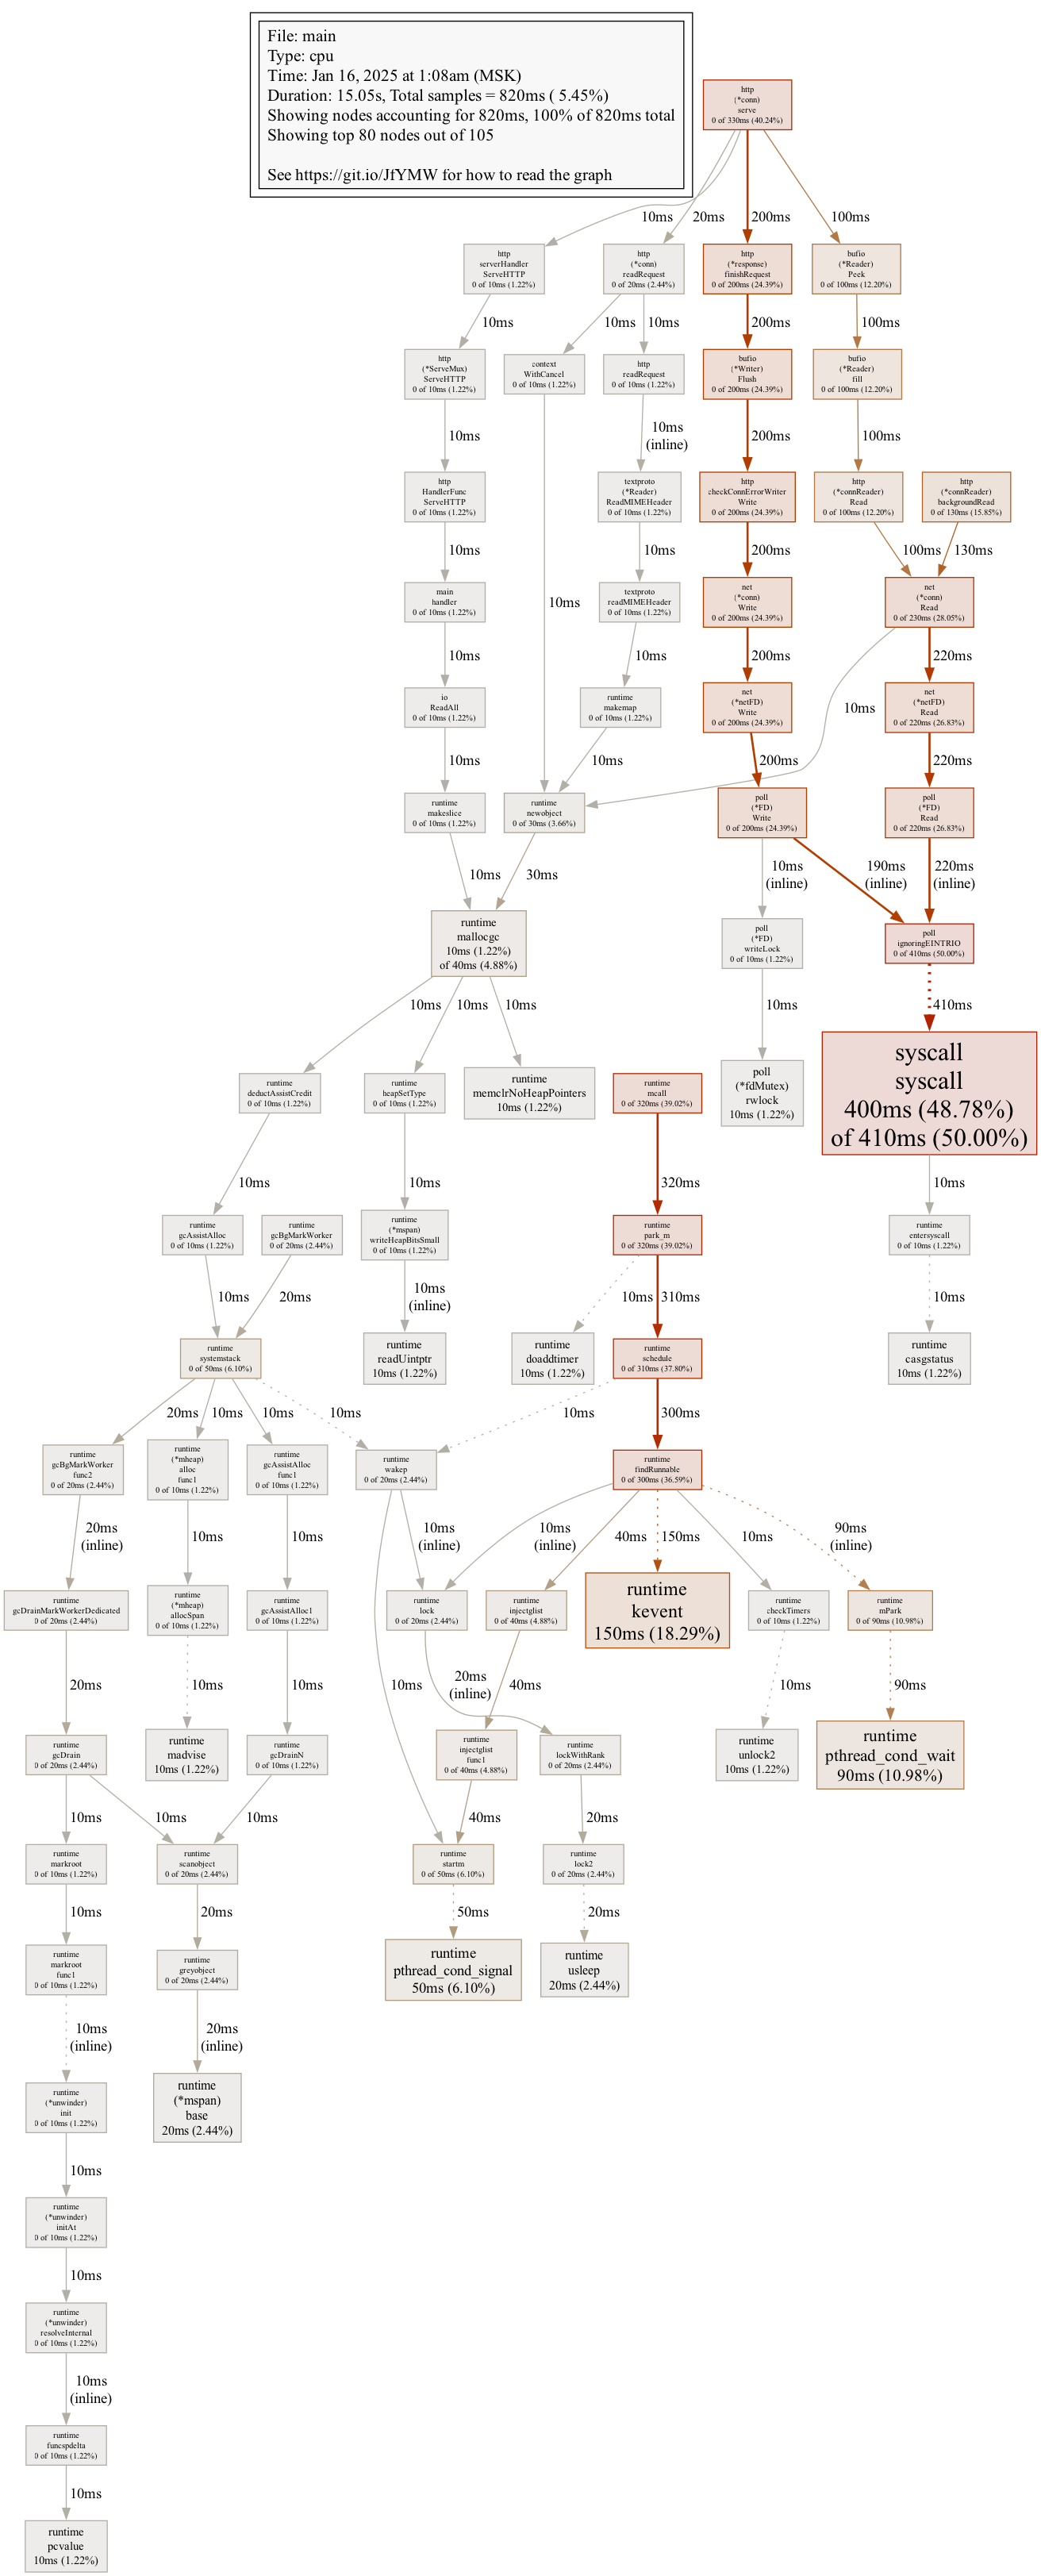 File: main
Type: cpu
Time: Jan 16, 2025 at 1:08am (MSK)
Duration: 15.05s, Total samples = 820ms ( 5.45%)
Showing nodes accounting for 820ms, 100% of 820ms total
Showing top 80 nodes out of 105
See https://git.io/JfYMW for how to read the graph
http
(*conn)
serve
0 of 330ms (40.24%)
10ms
20ms
200ms
100ms
http
serverHandler
ServeHTTP
0 of 10ms (1.22%)
http
(*conn)
readRequest
0 of 20ms (2.44%)
http
(*response)
finishRequest
0 of 200ms (24.39%)
bufio
(*Reader)
Peek
0 of 100ms (12.20%)
10ms
10ms
10ms
200ms
100ms
http
(*ServeMux)
ServeHTTP
0 of 10ms (1.22%)
context
WithCancel
0 of 10ms (1.22%)
http
readRequest
0 of 10ms (1.22%)
bufio
(*Writer)
Flush
0 of 200ms (24.39%)
bufio
(*Reader)
fill
0 of 100ms (12.20%)
10ms
10ms
(inline)
200ms
100ms
http
HandlerFunc
ServeHTTP
0 of 10ms (1.22%)
textproto
(*Reader)
ReadMIMEHeader
0 of 10ms (1.22%)
http
checkConnErrorWriter
Write
0 of 200ms (24.39%)
http
(*connReader)
Read
0 of 100ms (12.20%)
http
(*connReader)
backgroundRead
0 of 130ms (15.85%)
10ms
10ms
200ms
100ms
130ms
main
handler
0 of 10ms (1.22%)
10ms
textproto
readMIMEHeader
0 of 10ms (1.22%)
net
(*conn)
Write
0 of 200ms (24.39%)
net
(*conn)
Read
0 of 230ms (28.05%)
10ms
10ms
200ms
220ms
io
ReadAll
0 of 10ms (1.22%)
runtime
makemap
0 of 10ms (1.22%)
net
(*netFD)
Write
0 of 200ms (24.39%)
10ms
net
(*netFD)
Read
0 of 220ms (26.83%)
10ms
10ms
200ms
220ms
runtime
makeslice
0 of 10ms (1.22%)
runtime
newobject
0 of 30ms (3.66%)
poll
(*FD)
Write
0 of 200ms (24.39%)
poll
(*FD)
Read
0 of 220ms (26.83%)
10ms
30ms
10ms
(inline)
190ms
(inline)
220ms
(inline)
runtime
mallocgc
10ms (1.22%)
of 40ms (4.88%)
poll
(*FD)
writeLock
0 of 10ms (1.22%)
poll
ignoringEINTRIO
0 of 410ms (50.00%)
10ms
10ms
10ms
10ms
410ms
runtime
deductAssistCredit
0 of 10ms (1.22%)
runtime
heapSetType
0 of 10ms (1.22%)
runtime
memclrNoHeapPointers
10ms (1.22%)
runtime
mcall
0 of 320ms (39.02%)
poll
(*fdMutex)
rwlock
10ms (1.22%)
syscall
syscall
400ms (48.78%)
of 410ms (50.00%)
10ms
10ms
320ms
10ms
runtime
gcAssistAlloc
0 of 10ms (1.22%)
runtime
gcBgMarkWorker
0 of 20ms (2.44%)
runtime
(*mspan)
writeHeapBitsSmall
0 of 10ms (1.22%)
runtime
park_m
0 of 320ms (39.02%)
runtime
entersyscall
0 of 10ms (1.22%)
10ms
20ms
10ms
(inline)
10ms
310ms
10ms
runtime
systemstack
0 of 50ms (6.10%)
runtime
readUintptr
10ms (1.22%)
runtime
doaddtimer
10ms (1.22%)
runtime
schedule
0 of 310ms (37.80%)
runtime
casgstatus
10ms (1.22%)
20ms
10ms
10ms
10ms
10ms
300ms
runtime
gcBgMarkWorker
func2
0 of 20ms (2.44%)
runtime
(*mheap)
alloc
func1
0 of 10ms (1.22%)
runtime
gcAssistAlloc
func1
0 of 10ms (1.22%)
runtime
wakep
0 of 20ms (2.44%)
runtime
findRunnable
0 of 300ms (36.59%)
20ms
(inline)
10ms
10ms
10ms
(inline)
10ms
(inline)
40ms
150ms
10ms
90ms
(inline)
runtime
gcDrainMarkWorkerDedicated
0 of 20ms (2.44%)
runtime
(*mheap)
allocSpan
0 of 10ms (1.22%)
runtime
gcAssistAlloc1
0 of 10ms (1.22%)
runtime
lock
0 of 20ms (2.44%)
runtime
injectglist
0 of 40ms (4.88%)
runtime
kevent
150ms (18.29%)
runtime
checkTimers
0 of 10ms (1.22%)
runtime
mPark
0 of 90ms (10.98%)
20ms
10ms
10ms
10ms
20ms
(inline)
40ms
10ms
90ms
runtime
gcDrain
0 of 20ms (2.44%)
runtime
madvise
10ms (1.22%)
runtime
gcDrainN
0 of 10ms (1.22%)
runtime
injectglist
func1
0 of 40ms (4.88%)
runtime
lockWithRank
0 of 20ms (2.44%)
runtime
unlock2
10ms (1.22%)
runtime
pthread_cond_wait
90ms (10.98%)
10ms
10ms
10ms
40ms
20ms
runtime
markroot
0 of 10ms (1.22%)
runtime
scanobject
0 of 20ms (2.44%)
runtime
startm
0 of 50ms (6.10%)
runtime
lock2
0 of 20ms (2.44%)
10ms
20ms
50ms
20ms
runtime
markroot
func1
0 of 10ms (1.22%)
runtime
greyobject
0 of 20ms (2.44%)
runtime
pthread_cond_signal
50ms (6.10%)
runtime
usleep
20ms (2.44%)
10ms
(inline)
20ms
(inline)
runtime
(*unwinder)
init
0 of 10ms (1.22%)
runtime
(*mspan)
base
20ms (2.44%)
10ms
runtime
(*unwinder)
initAt
0 of 10ms (1.22%)
10ms
runtime
(*unwinder)
resolveInternal
0 of 10ms (1.22%)
10ms
(inline)
runtime
funcspdelta
0 of 10ms (1.22%)
10ms
runtime
pcvalue
10ms (1.22%)